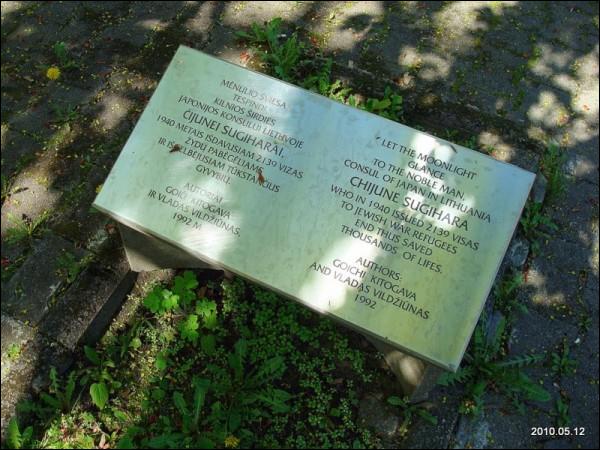 MĖNULIO ŠVIESA
TESPINDI
KILNIOS ŠIRDIES
JAPONIJOS KONSULUI LIETUVOJE
ČIJUNEI SUGIHARAI,
1940 METAIS IŠDAVUSIAM 2130 VIZAS
ŽYDŲ PABĖGĖLIAMS
IR IŠGELBĖJUSIAM TŪKSTANČIUS
GYVYBIŲ.
AUTORIAI:
GOIČI KITOGAVA
IR VLADAS VILDŽIŪNAS,
1992 M
"LET THE MOONLIGHT
GLANCE
TO THE NOBLE MAN,
CONSUL OF JAPAN IN LITHUANIA
CHIJUNE SUGIHARA
WHO IN 1940 ISSUED 2139 VISAS
TO JEWISH WAR REFUGEES
END THUS SAVED
THOUSANDS OF LIFES.
AUTHORS:
GOICHI KITOGAVA
AND VLADAS VILDŽIŪNAS
1992
2010.05.12